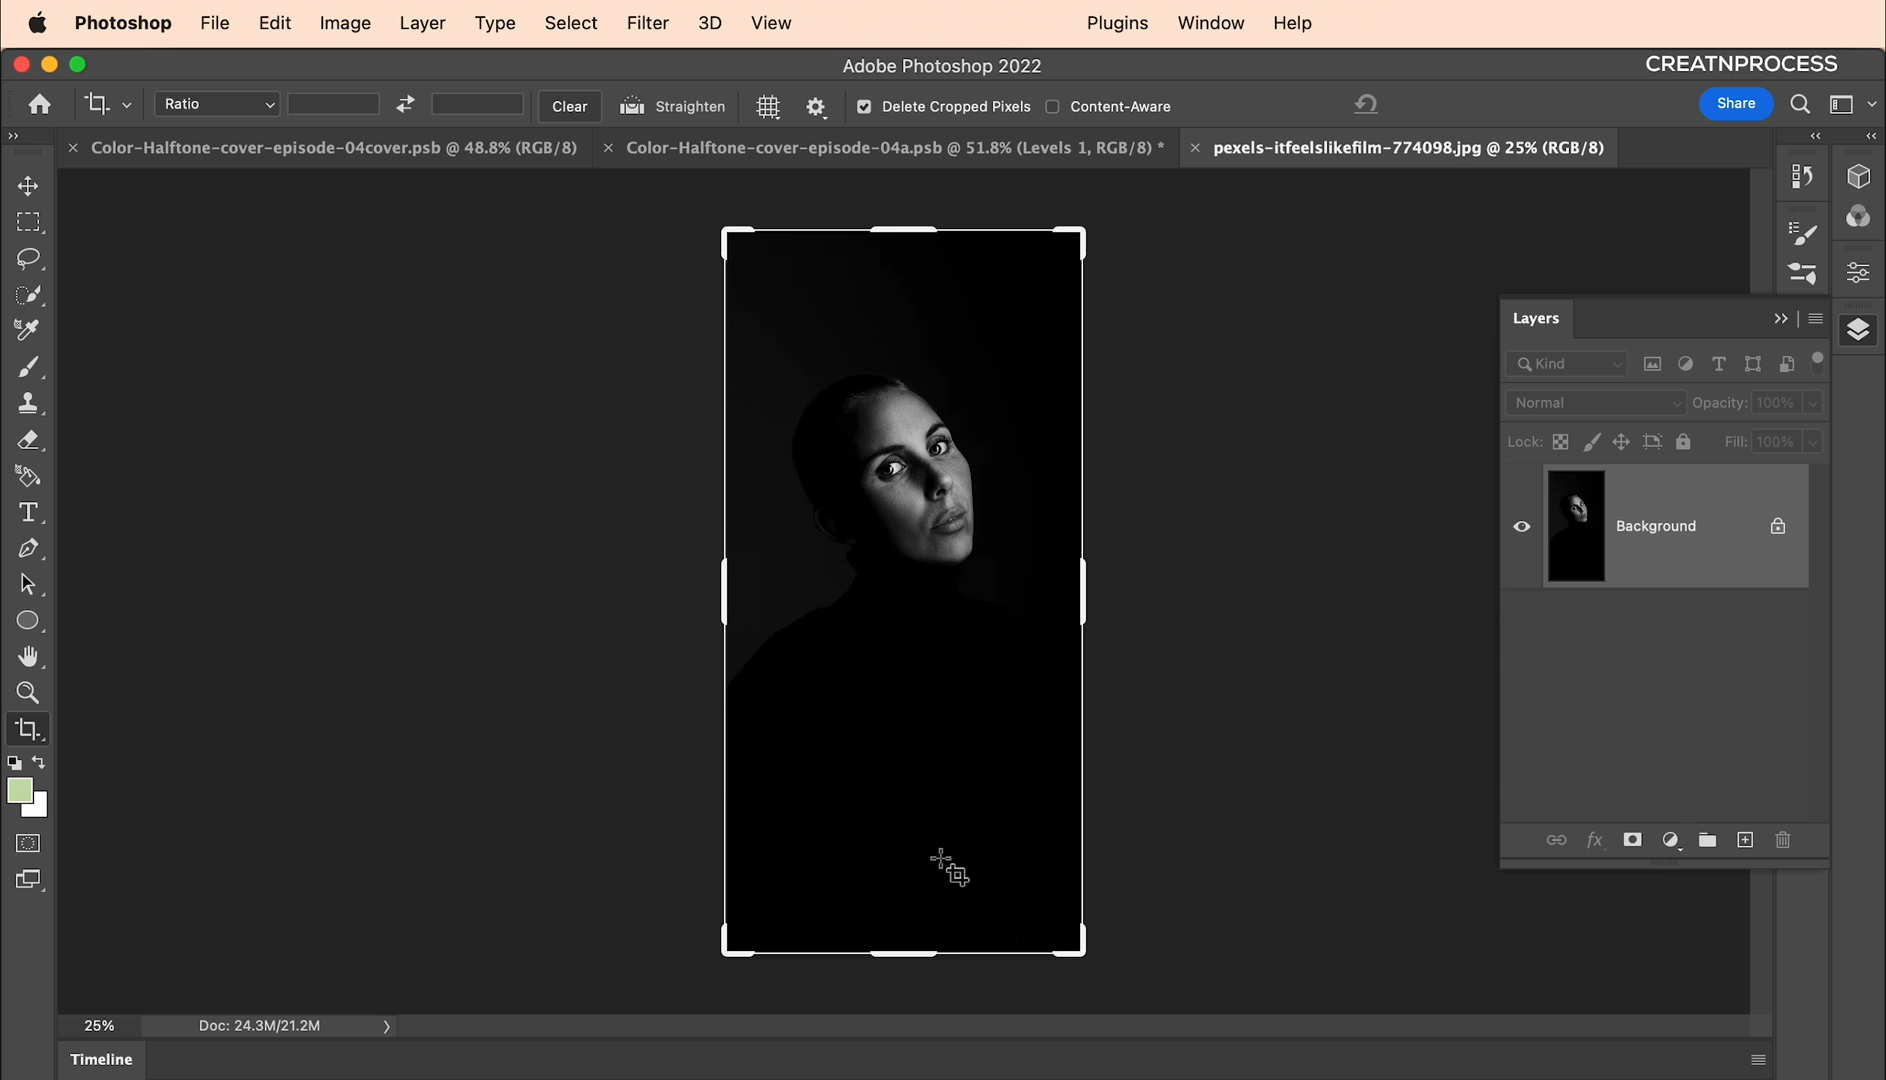 Photoshop File Edit Image Layer Type Select Filter 3D View Plugins Window Help
Adobe Photoshop 2022
CREATNPROCESS
Ratio Clear Straighten Delete Cropped Pixels Content-Aware Share
Color-Halftone-cover-episode-04cover.psb @ 48.8% (RGB/8)
Color-Halftone-cover-episode-04a.psb @ 51.8% (Levels 1, RGB/8) *
pexels-itfeelslikefilm-774098.jpg @ 25% (RGB/8)
Layers
Kind
Normal Opacity: 100%
Lock: Fill: 100%
Background
fx
25% Doc: 24.3M/21.2M
Timeline